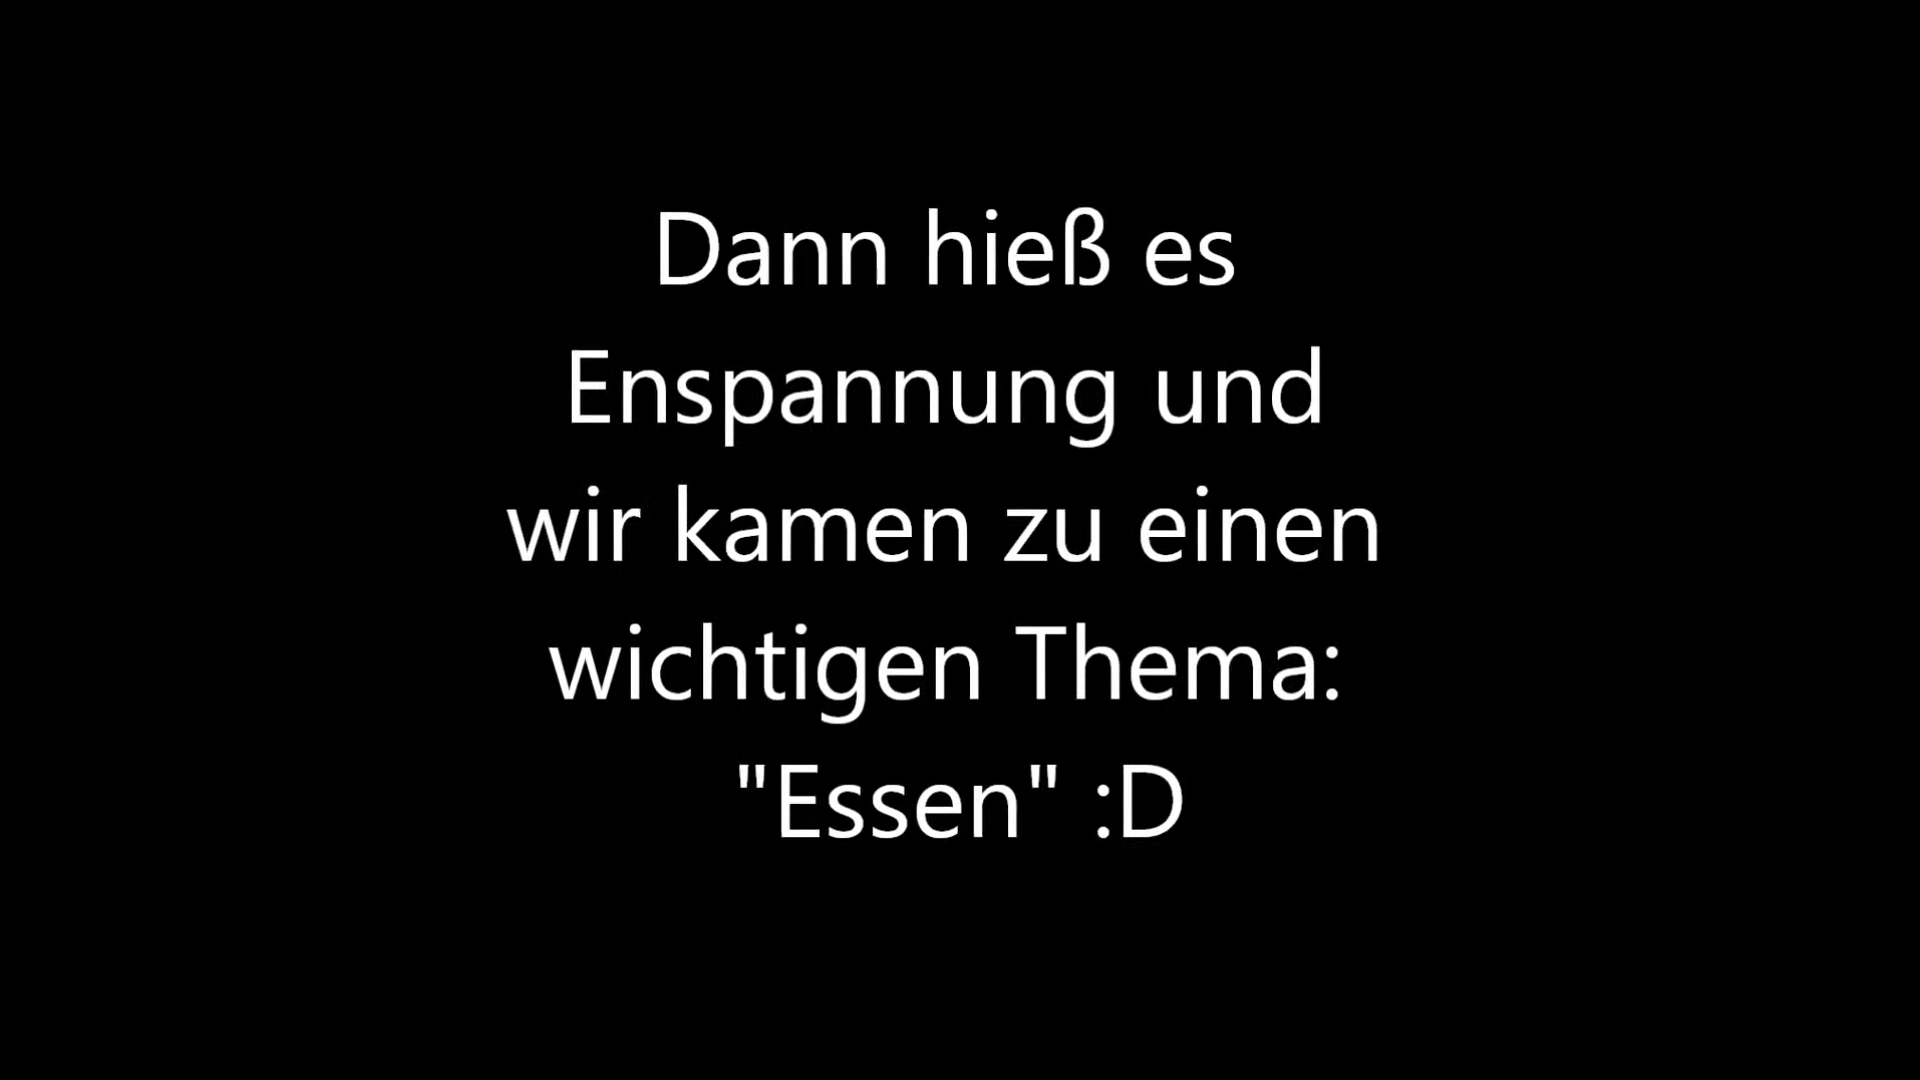 Dann hieß es
Enspannung und
wir kamen zu einen
wichtigen Thema:
"Essen" :D